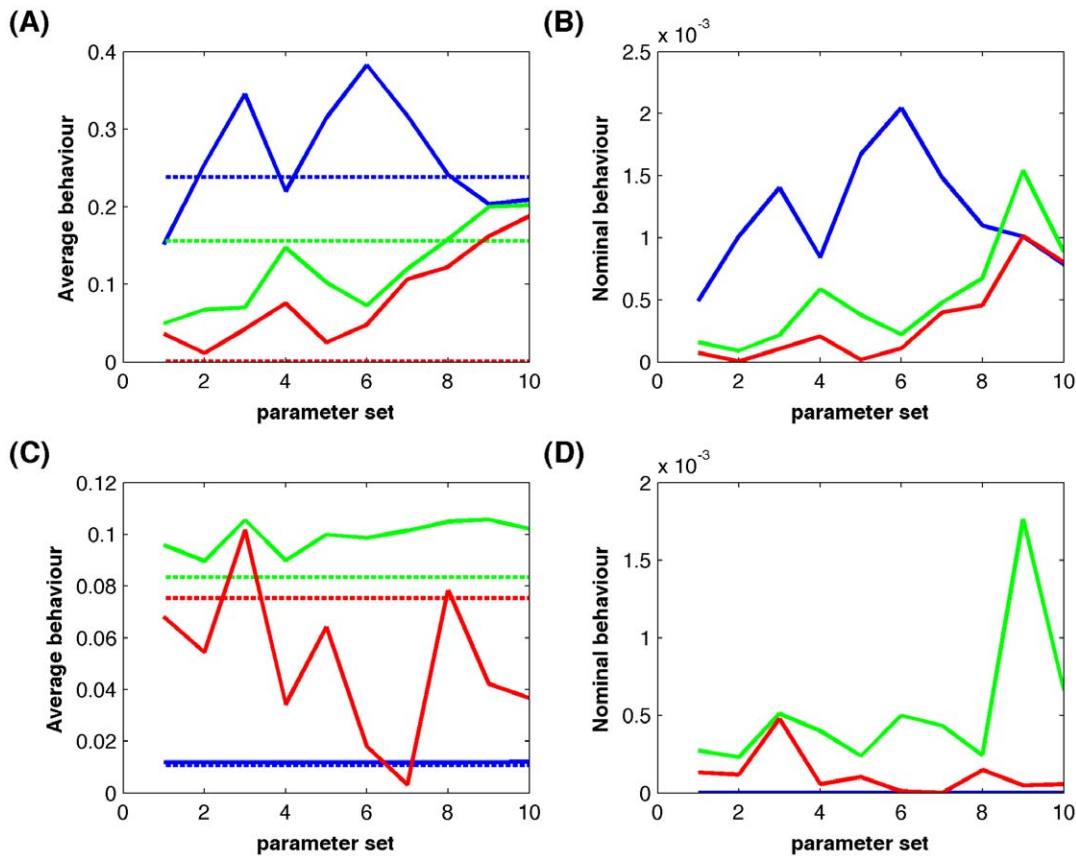 (A)
Average behaviour
0.4
0.3
0.2
0.1
0
0 2 4 6 8 10
parameter set
(B)
x 10⁻³
Nominal behaviour
2.5
2
1.5
1
0.5
0
0 2 4 6 8 10
parameter set
(C)
Average behaviour
0.12
0.1
0.08
0.06
0.04
0.02
0
0 2 4 6 8 10
parameter set
(D)
x 10⁻³
Nominal behaviour
2
1.5
1
0.5
0
0 2 4 6 8 10
parameter set